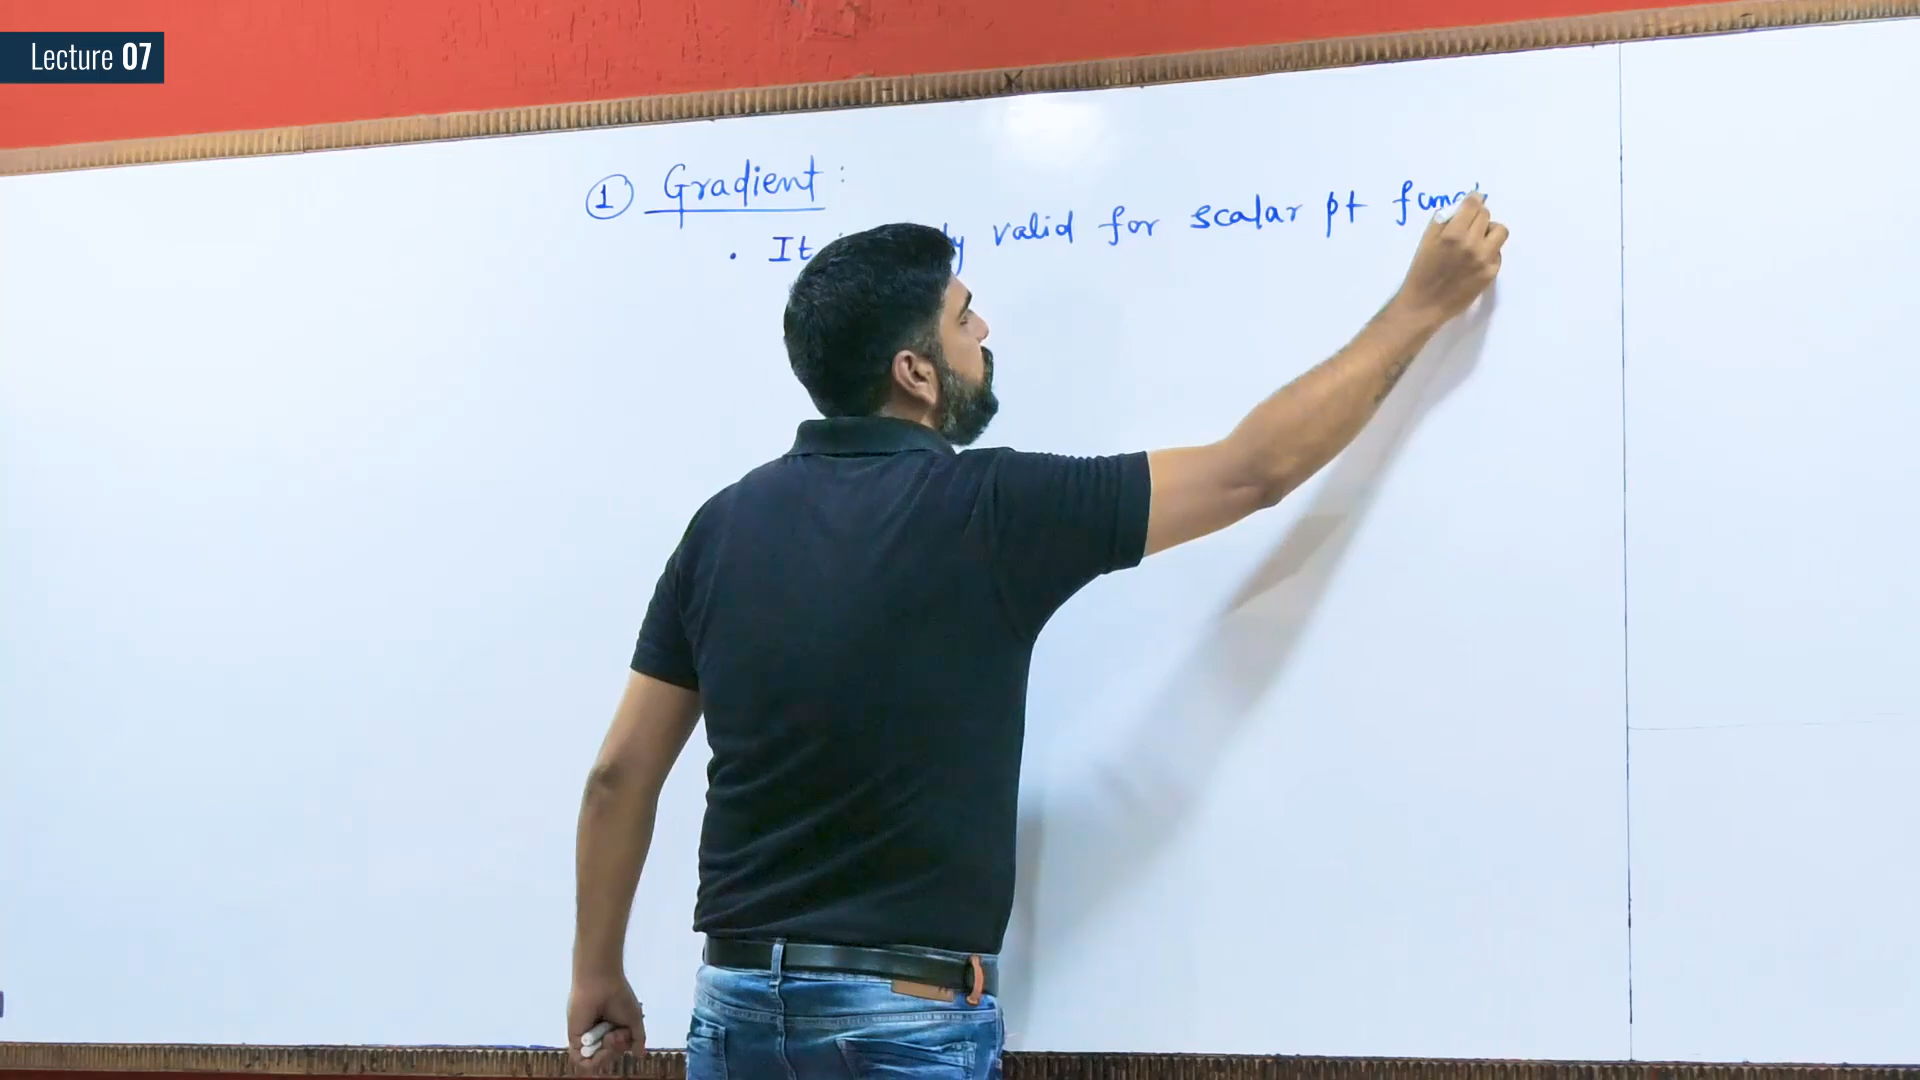 Lecture 07
① Gradient :
• It valid for scalar pt